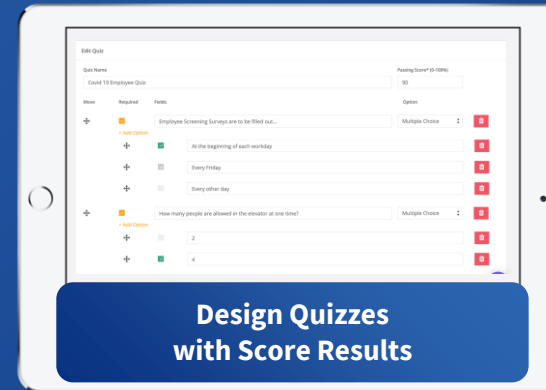 Edit Quiz
Quiz Name
Passing Score* (0-100%)
Covid 19 Employee Quiz
90
Move Required Fields Option
Employee Screening Surveys are to be filled out... Multiple Choice
+ Add Option
At the beginning of each workday
Every Friday
Every other day
How many people are allowed in the elevator at one time? Multiple Choice
+ Add Option
2
4
Design Quizzes
with Score Results